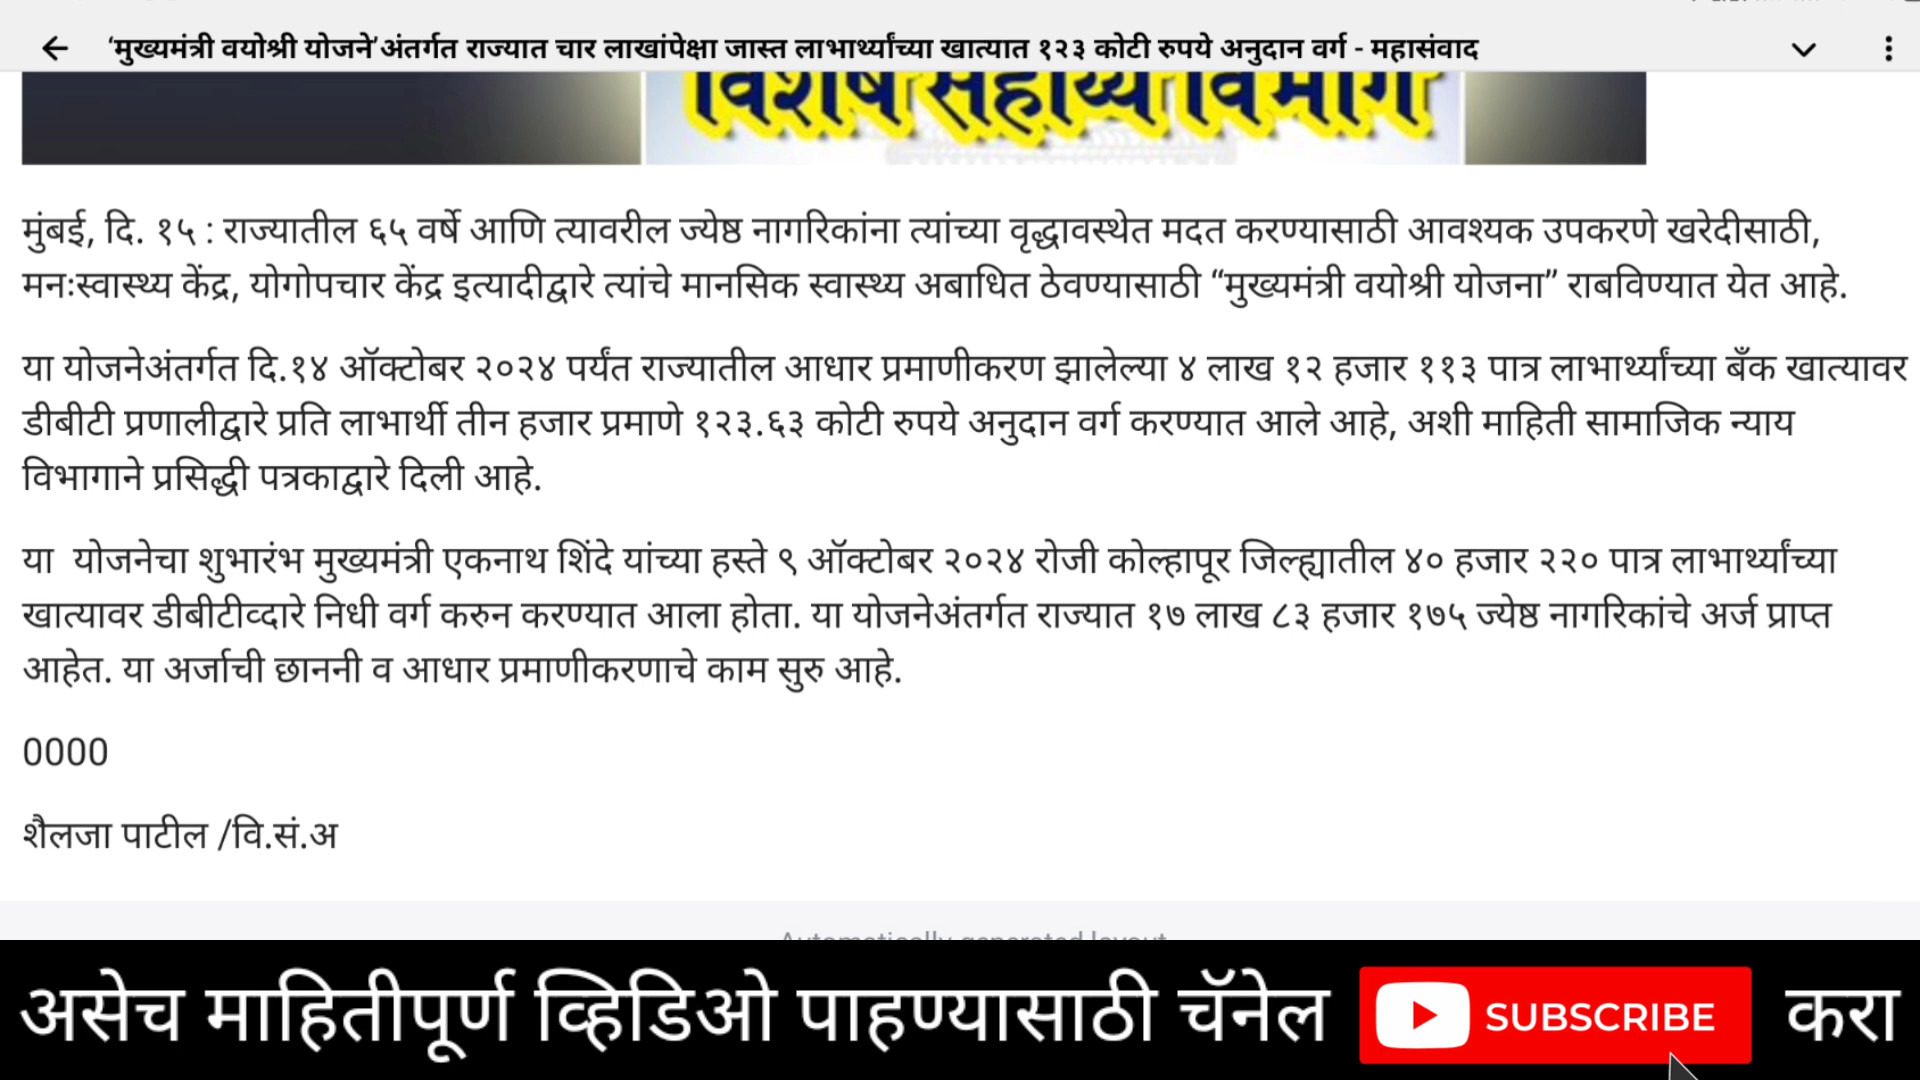 ‘मुख्यमंत्री वयोश्री योजने’ अंतर्गत राज्यात चार लाखांपेक्षा जास्त लाभार्थ्यांच्या खात्यात १२३ कोटी रुपये अनुदान वर्ग - महासंवाद
विशेष सहाय्य विभाग
मुंबई, दि. १५ : राज्यातील ६५ वर्षे आणि त्यावरील ज्येष्ठ नागरिकांना त्यांच्या वृद्धावस्थेत मदत करण्यासाठी आवश्यक उपकरणे खरेदीसाठी,
मनःस्वास्थ्य केंद्र, योगोपचार केंद्र इत्यादीद्वारे त्यांचे मानसिक स्वास्थ्य अबाधित ठेवण्यासाठी “मुख्यमंत्री वयोश्री योजना” राबविण्यात येत आहे.
या योजनेअंतर्गत दि.१४ ऑक्टोबर २०२४ पर्यंत राज्यातील आधार प्रमाणीकरण झालेल्या ४ लाख १२ हजार ११३ पात्र लाभार्थ्यांच्या बँक खात्यावर
डीबीटी प्रणालीद्वारे प्रति लाभार्थी तीन हजार प्रमाणे १२३.६३ कोटी रुपये अनुदान वर्ग करण्यात आले आहे, अशी माहिती सामाजिक न्याय
विभागाने प्रसिद्धी पत्रकाद्वारे दिली आहे.
या योजनेचा शुभारंभ मुख्यमंत्री एकनाथ शिंदे यांच्या हस्ते ९ ऑक्टोबर २०२४ रोजी कोल्हापूर जिल्ह्यातील ४० हजार २२० पात्र लाभार्थ्यांच्या
खात्यावर डीबीटीव्दारे निधी वर्ग करुन करण्यात आला होता. या योजनेअंतर्गत राज्यात १७ लाख ८३ हजार १७५ ज्येष्ठ नागरिकांचे अर्ज प्राप्त
आहेत. या अर्जाची छाननी व आधार प्रमाणीकरणाचे काम सुरु आहे.
0000
शैलजा पाटील /वि.सं.अ
Automatically generated layout
असेच माहितीपूर्ण व्हिडिओ पाहण्यासाठी चॅनेल SUBSCRIBE करा